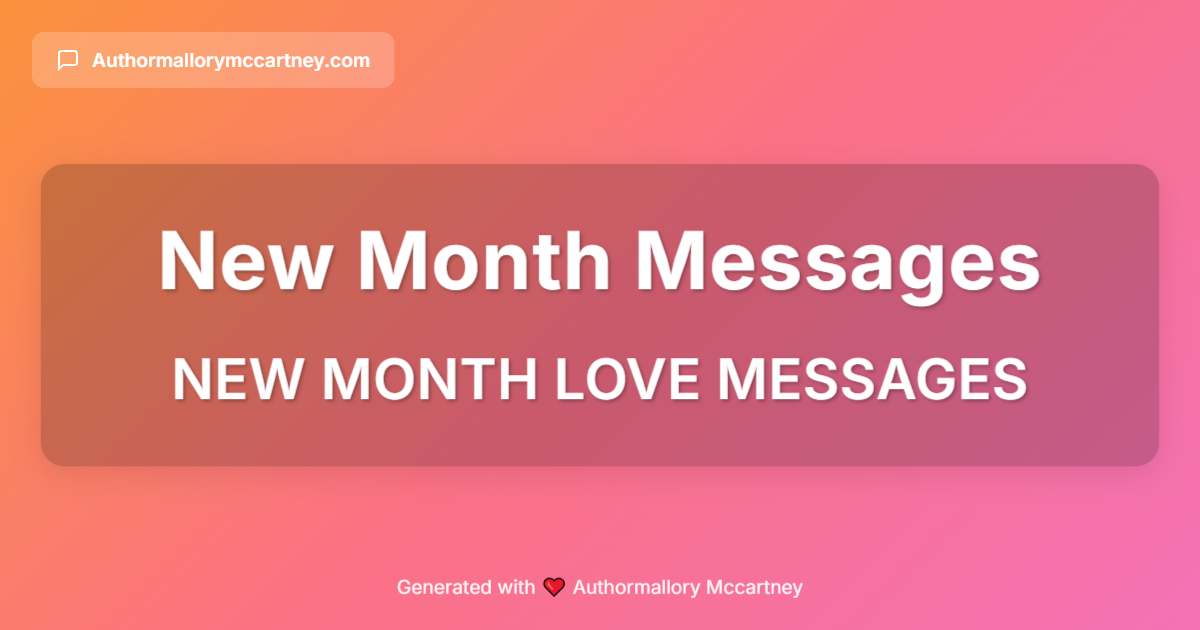 Authormallorymccartney.com
New Month Messages
NEW MONTH LOVE MESSAGES
Generated with ❤️ Authormallory Mccartney